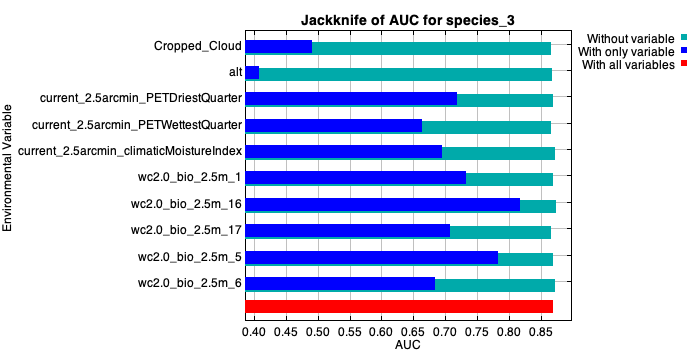 Jackknife of AUC for species_3
Without variable
With only variable
With all variables
Environmental Variable
Cropped_Cloud
alt
current_2.5arcmin_PETDriestQuarter
current_2.5arcmin_PETWettestQuarter
current_2.5arcmin_climaticMoistureIndex
wc2.0_bio_2.5m_1
wc2.0_bio_2.5m_16
wc2.0_bio_2.5m_17
wc2.0_bio_2.5m_5
wc2.0_bio_2.5m_6
0.40 0.45 0.50 0.55 0.60 0.65 0.70 0.75 0.80 0.85
AUC